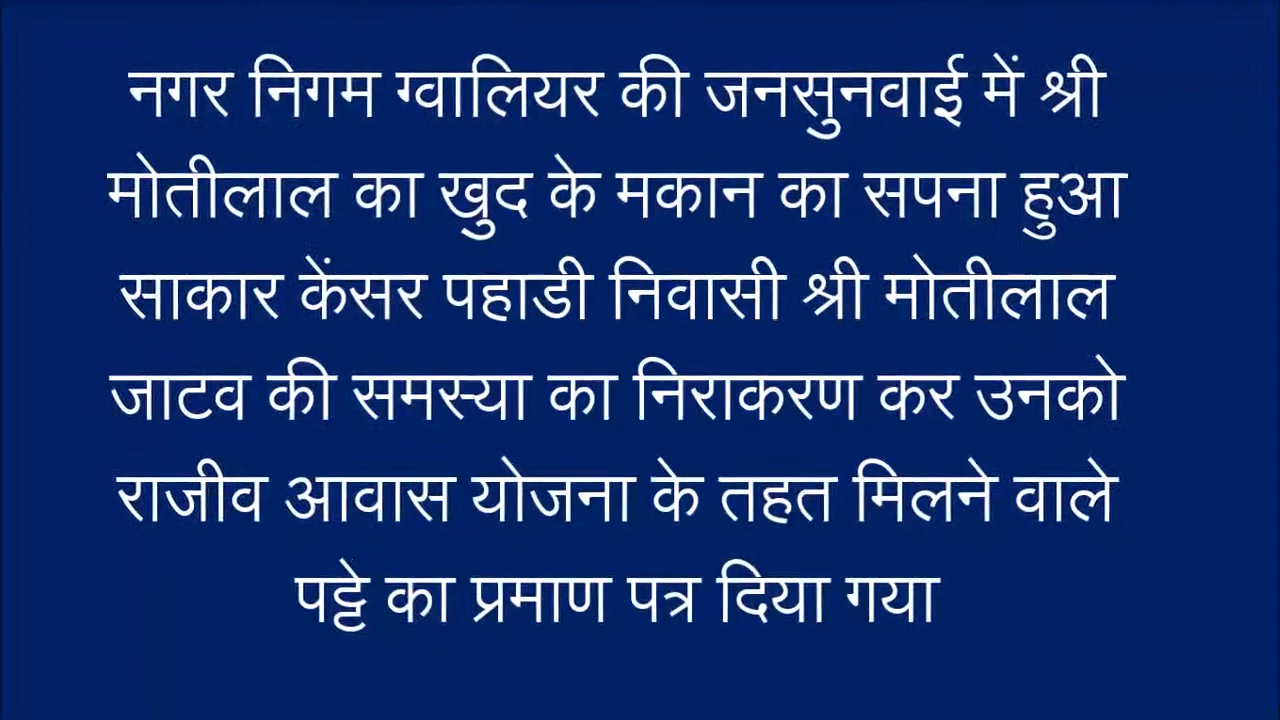 नगर निगम ग्वालियर की जनसुनवाई में श्री
मोतीलाल का खुद के मकान का सपना हुआ
साकार केंसर पहाडी निवासी श्री मोतीलाल
जाटव की समस्या का निराकरण कर उनको
राजीव आवास योजना के तहत मिलने वाले
पट्टे का प्रमाण पत्र दिया गया